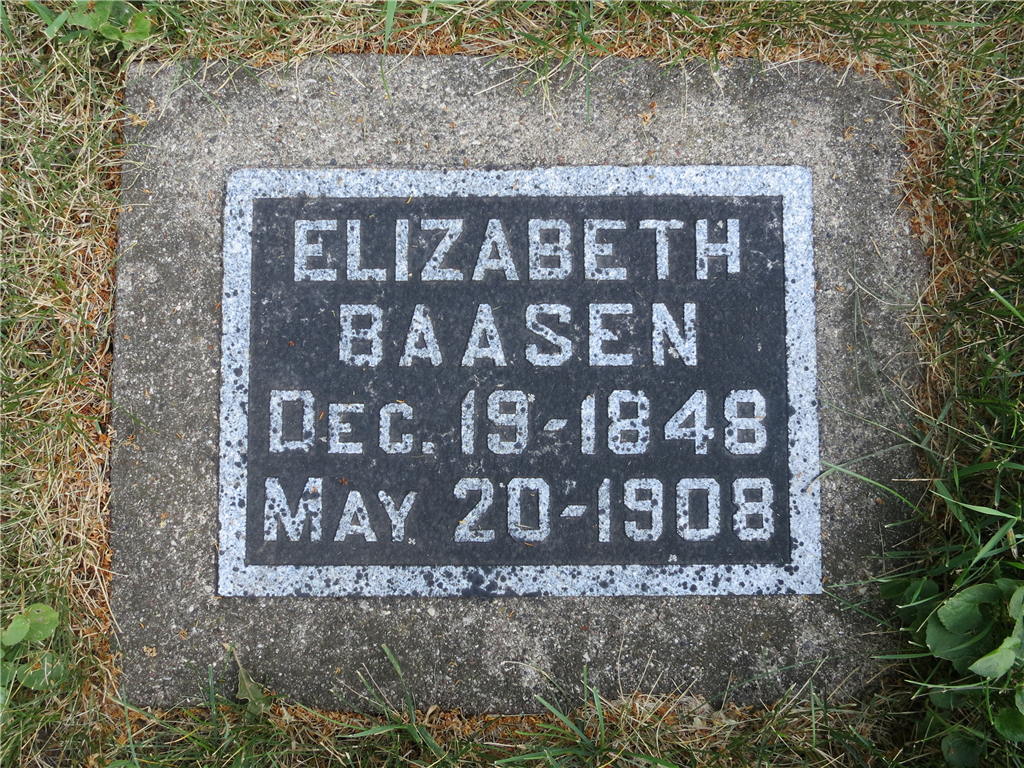 ELIZABETH
BAASEN
DEC. 19-1848
MAY 20-1908